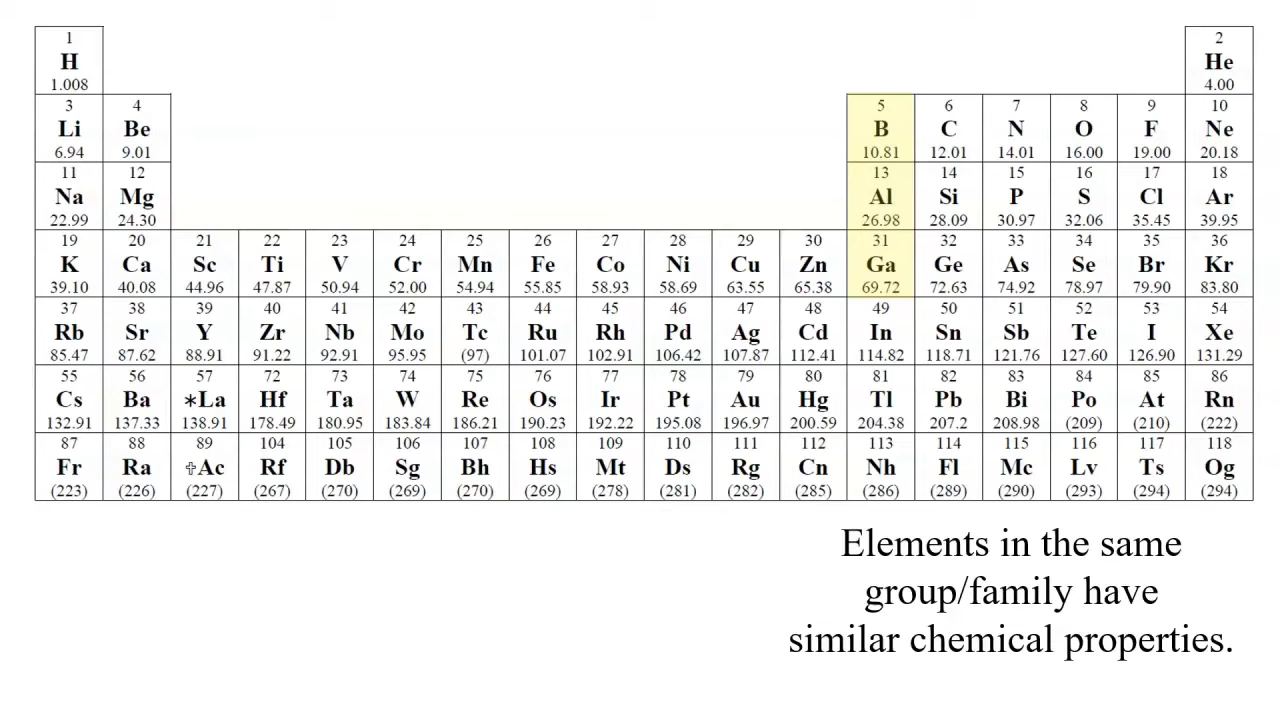 1 2
H He
1.008 4.00
3 4 5 6 7 8 9 10
Li Be B C N O F Ne
6.94 9.01 10.81 12.01 14.01 16.00 19.00 20.18
11 12 13 14 15 16 17 18
Na Mg Al Si P S Cl Ar
22.99 24.30 26.98 28.09 30.97 32.06 35.45 39.95
19 20 21 22 23 24 25 26 27 28 29 30 31 32 33 34 35 36
K Ca Sc Ti V Cr Mn Fe Co Ni Cu Zn Ga Ge As Se Br Kr
39.10 40.08 44.96 47.87 50.94 52.00 54.94 55.85 58.93 58.69 63.55 65.38 69.72 72.63 74.92 78.97 79.90 83.80
37 38 39 40 41 42 43 44 45 46 47 48 49 50 51 52 53 54
Rb Sr Y Zr Nb Mo Tc Ru Rh Pd Ag Cd In Sn Sb Te I Xe
85.47 87.62 88.91 91.22 92.91 95.95 (97) 101.07 102.91 106.42 107.87 112.41 114.82 118.71 121.76 127.60 126.90 131.29
55 56 57 72 73 74 75 76 77 78 79 80 81 82 83 84 85 86
Cs Ba *La Hf Ta W Re Os Ir Pt Au Hg Tl Pb Bi Po At Rn
132.91 137.33 138.91 178.49 180.95 183.84 186.21 190.23 192.22 195.08 196.97 200.59 204.38 207.2 208.98 (209) (210) (222)
87 88 89 104 105 106 107 108 109 110 111 112 113 114 115 116 117 118
Fr Ra †Ac Rf Db Sg Bh Hs Mt Ds Rg Cn Nh Fl Mc Lv Ts Og
(223) (226) (227) (267) (270) (269) (270) (269) (278) (281) (282) (285) (286) (289) (290) (293) (294) (294)
Elements in the same
group/family have
similar chemical properties.